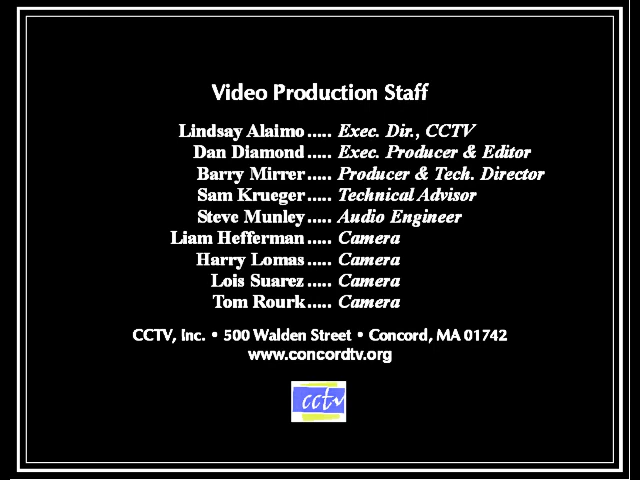 Video Production Staff
Lindsay Alaimo ..... Exec. Dir., CCTV
Dan Diamond ..... Exec. Producer & Editor
Barry Mirrer ..... Producer & Tech. Director
Sam Krueger ..... Technical Advisor
Steve Munley ..... Audio Engineer
Liam Hefferman ..... Camera
Harry Lomas ..... Camera
Lois Suarez ..... Camera
Tom Rourk ..... Camera
CCTV, Inc. • 500 Walden Street • Concord, MA 01742
www.concordtv.org
cctv